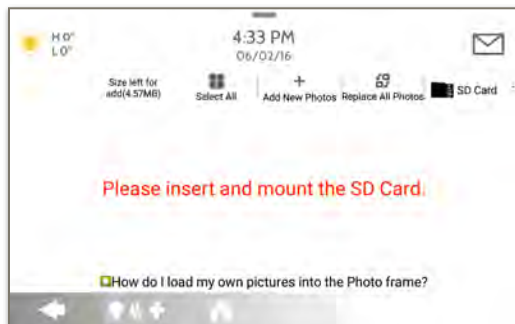 H 0°
L 0°
4:33 PM
06/02/16
Size left for
add(4.57MB)
Select All
Add New Photos
Replace All Photos
SD Card
Please insert and mount the SD Card.
How do I load my own pictures into the Photo frame?